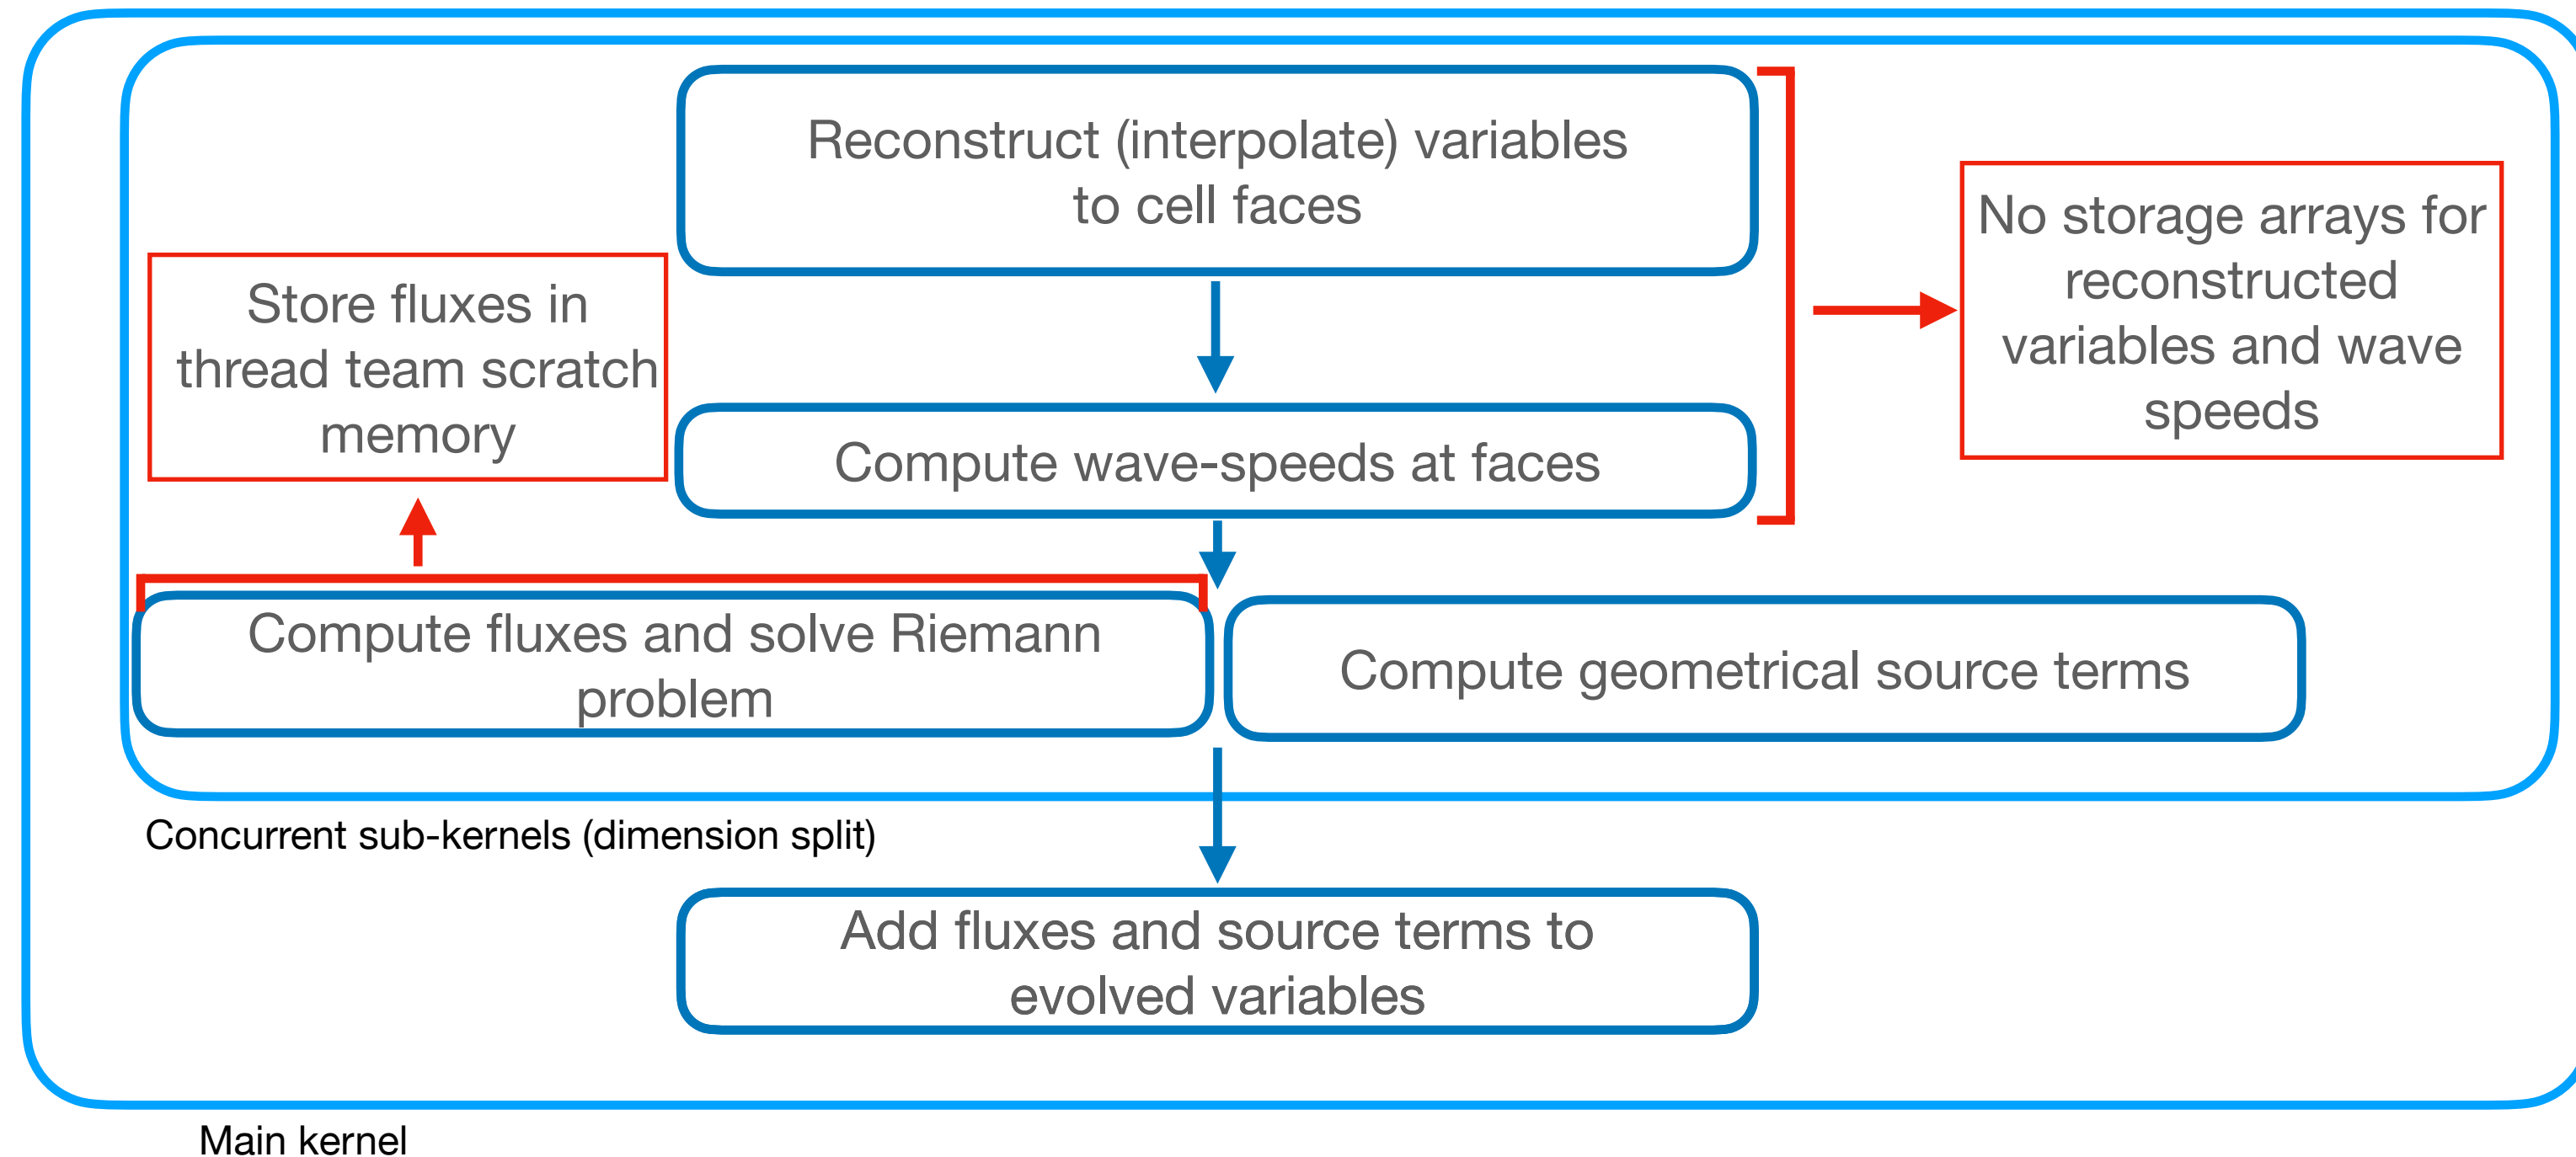 Reconstruct (interpolate) variables
to cell faces
No storage arrays for
reconstructed
variables and wave
speeds
Store fluxes in
thread team scratch
memory
Compute wave-speeds at faces
Compute fluxes and solve Riemann
problem
Compute geometrical source terms
Concurrent sub-kernels (dimension split)
Add fluxes and source terms to
evolved variables
Main kernel